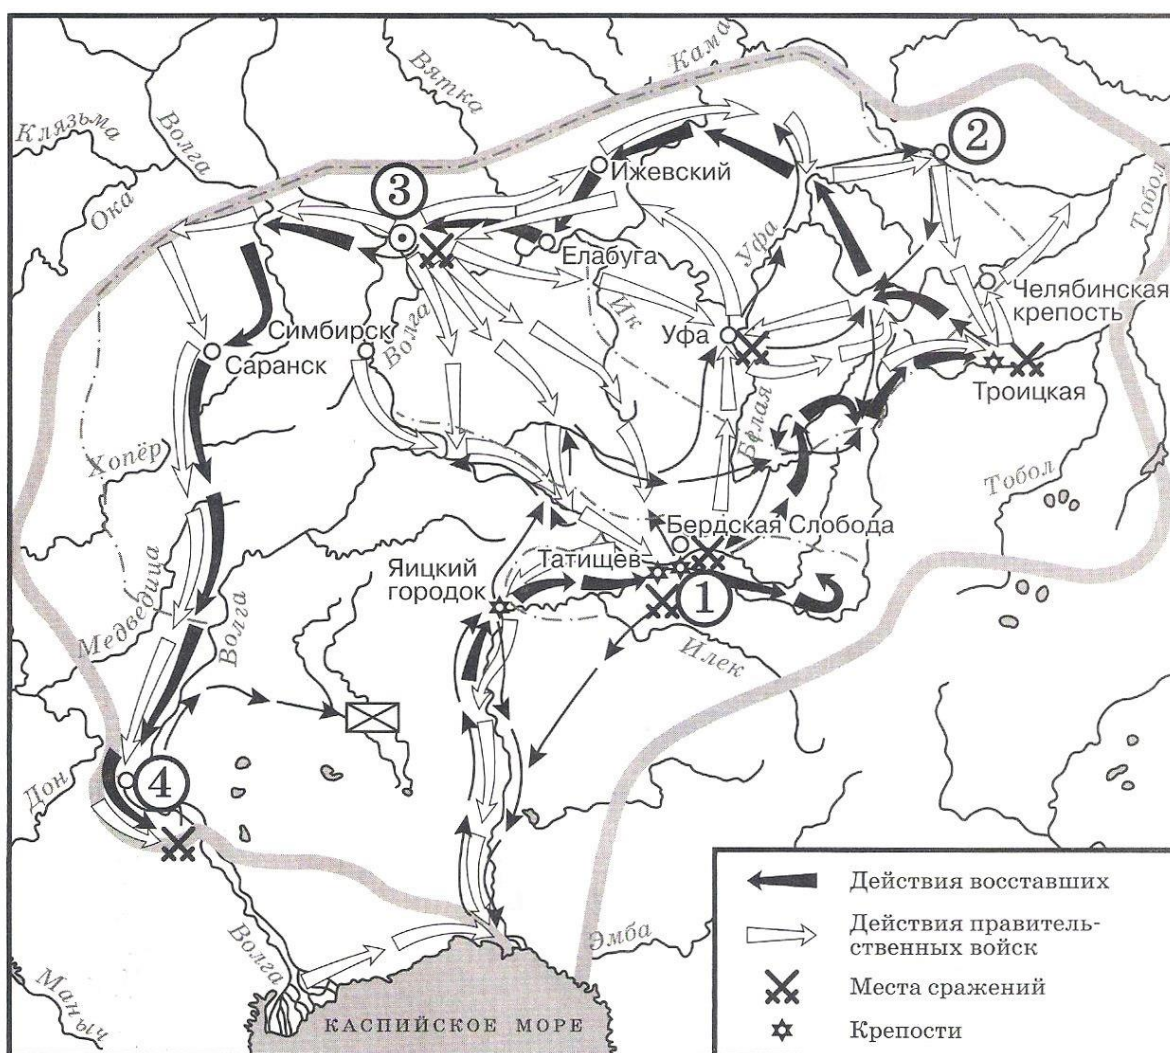 Клязьма
Волга
Вятка
Кама
Ока
3
2
Тобол
Ижевский
Елабуга
Уфа
Челябинская
крепость
Ик
Волга
Симбирск
Саранск
Уфа
Троицкая
Белая
Хопёр
Тобол
Бердская Слобода
Татищев
Яицкий
городок
1
Медведица
Волга
Илек
Дон
4
Волга
Эмба
Маныч
КАСПИЙСКОЕ МОРЕ
Действия восставших
Действия правитель-
ственных войск
Места сражений
Крепости